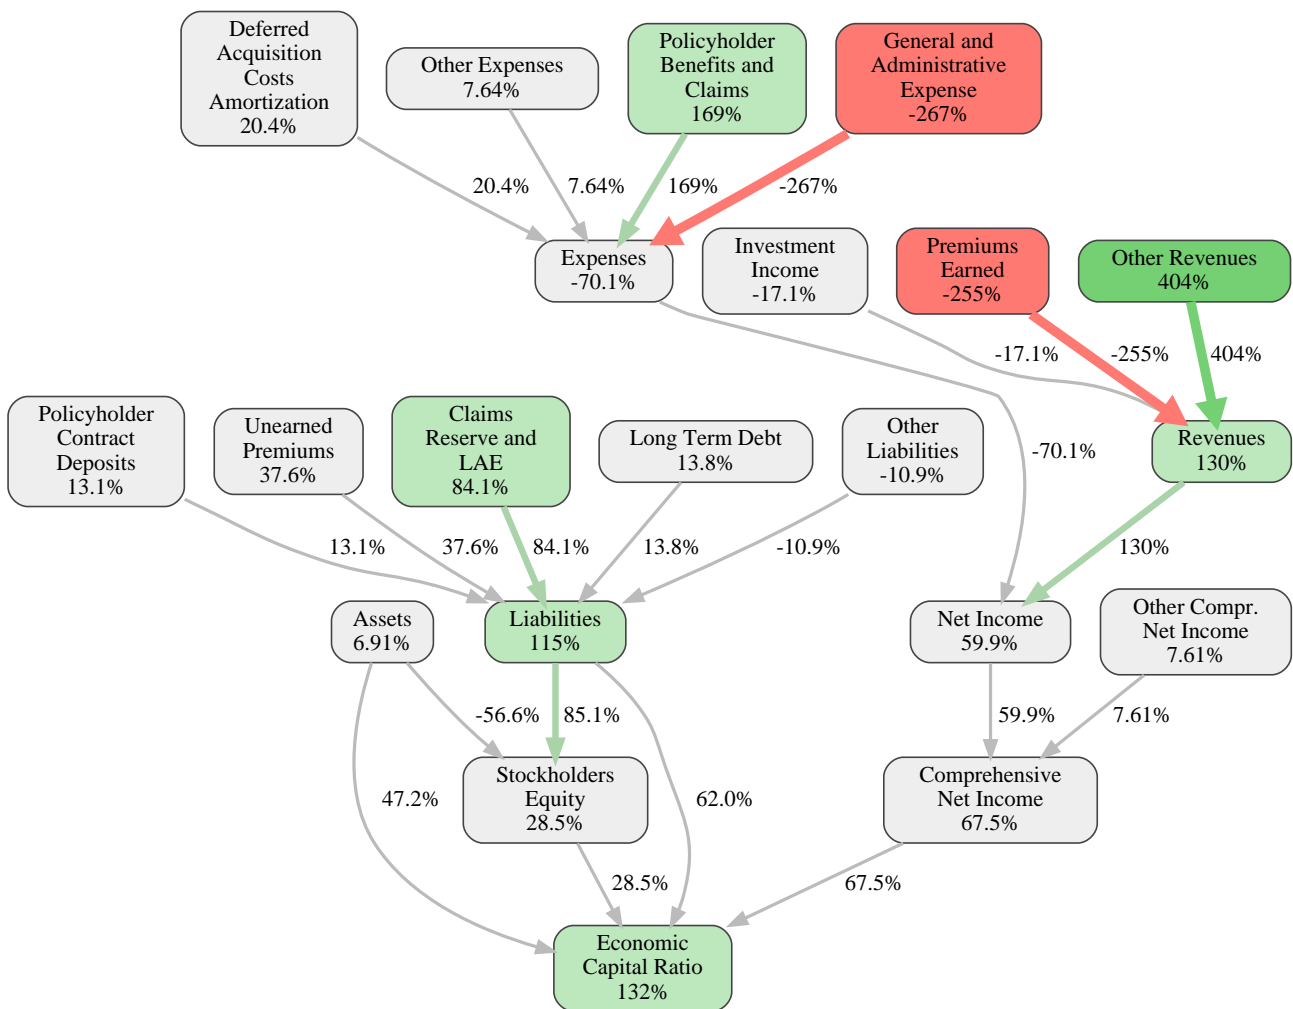 Deferred
Acquisition
Costs
Amortization
20.4%
Other Expenses
7.64%
Policyholder
Benefits and
Claims
169%
General and
Administrative
Expense
-267%
20.4%
7.64%
169%
-267%
Expenses
-70.1%
Investment
Income
-17.1%
Premiums
Earned
-255%
Other Revenues
404%
-17.1%
-255%
404%
Policyholder
Contract
Deposits
13.1%
Unearned
Premiums
37.6%
Claims
Reserve and
LAE
84.1%
Long Term Debt
13.8%
Other
Liabilities
-10.9%
-70.1%
Revenues
130%
13.1%
37.6%
84.1%
13.8%
-10.9%
130%
Assets
6.91%
Liabilities
115%
Net Income
59.9%
Other Compr.
Net Income
7.61%
-56.6%
85.1%
59.9%
7.61%
47.2%
Stockholders
Equity
28.5%
62.0%
Comprehensive
Net Income
67.5%
28.5%
67.5%
Economic
Capital Ratio
132%